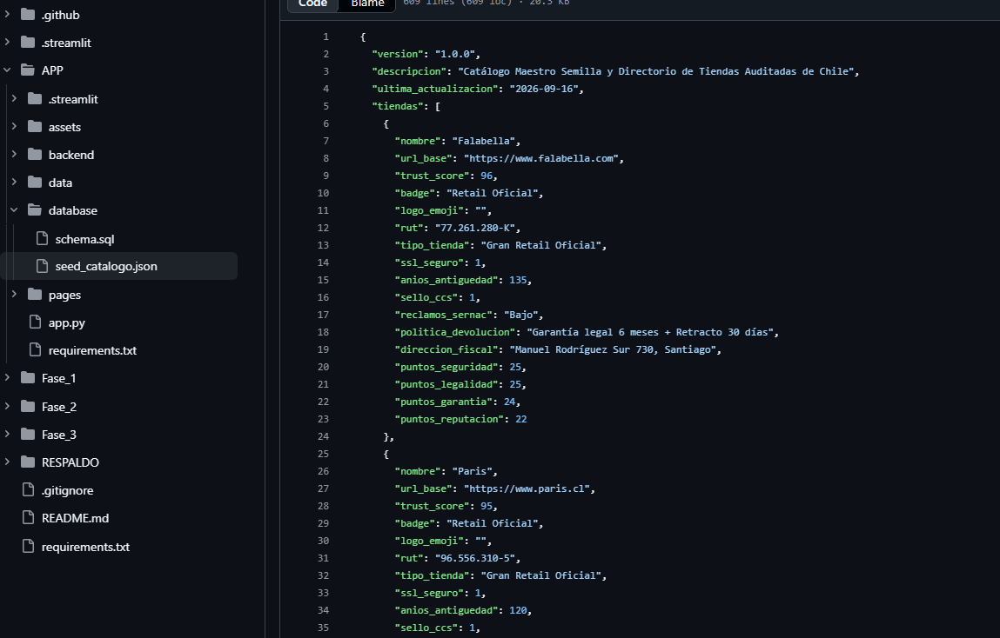 .github
.streamlit
APP
.streamlit
assets
backend
data
database
schema.sql
seed_catalogo.json
pages
app.py
requirements.txt
Fase_1
Fase_2
Fase_3
RESPALDO
.gitignore
README.md
requirements.txt
Code Blame 609 lines (609 loc) · 20.5 KB
1 {
2 "version": "1.0.0",
3 "descripcion": "Catálogo Maestro Semilla y Directorio de Tiendas Auditadas de Chile",
4 "ultima_actualizacion": "2026-09-16",
5 "tiendas": [
6 {
7 "nombre": "Falabella",
8 "url_base": "https://www.falabella.com",
9 "trust_score": 96,
10 "badge": "Retail Oficial",
11 "logo_emoji": "",
12 "rut": "77.261.280-K",
13 "tipo_tienda": "Gran Retail Oficial",
14 "ssl_seguro": 1,
15 "anios_antiguedad": 135,
16 "sello_ccs": 1,
17 "reclamos_sernac": "Bajo",
18 "politica_devolucion": "Garantía legal 6 meses + Retracto 30 días",
19 "direccion_fiscal": "Manuel Rodríguez Sur 730, Santiago",
20 "puntos_seguridad": 25,
21 "puntos_legalidad": 25,
22 "puntos_garantia": 24,
23 "puntos_reputacion": 22
24 },
25 {
26 "nombre": "Paris",
27 "url_base": "https://www.paris.cl",
28 "trust_score": 95,
29 "badge": "Retail Oficial",
30 "logo_emoji": "",
31 "rut": "96.556.310-5",
32 "tipo_tienda": "Gran Retail Oficial",
33 "ssl_seguro": 1,
34 "anios_antiguedad": 120,
35 "sello_ccs": 1,